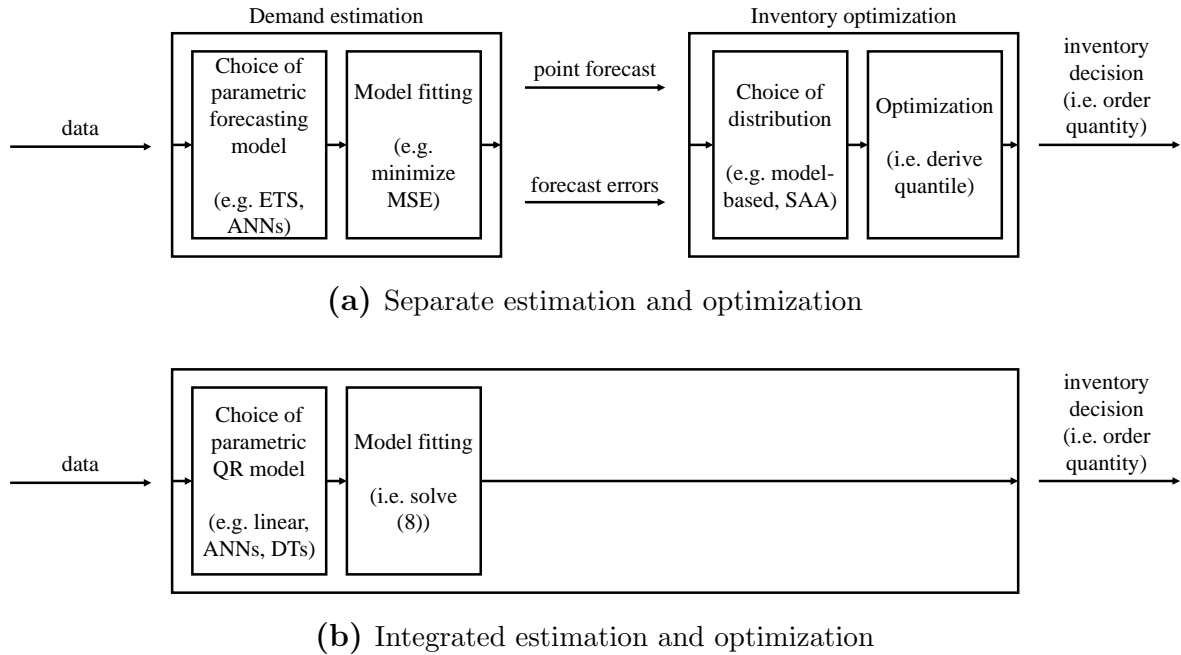 Demand estimation
Inventory optimization
data
Choice of
parametric
forecasting
model
(e.g. ETS,
ANNs)
Model fitting
(e.g.
minimize
MSE)
point forecast
forecast errors
Choice of
distribution
(e.g. model-
based, SAA)
Optimization
(i.e. derive
quantile)
inventory
decision
(i.e. order
quantity)
(a) Separate estimation and optimization
data
Choice of
parametric
QR model
(e.g. linear,
ANNs, DTs)
Model fitting
(i.e. solve
(8))
inventory
decision
(i.e. order
quantity)
(b) Integrated estimation and optimization